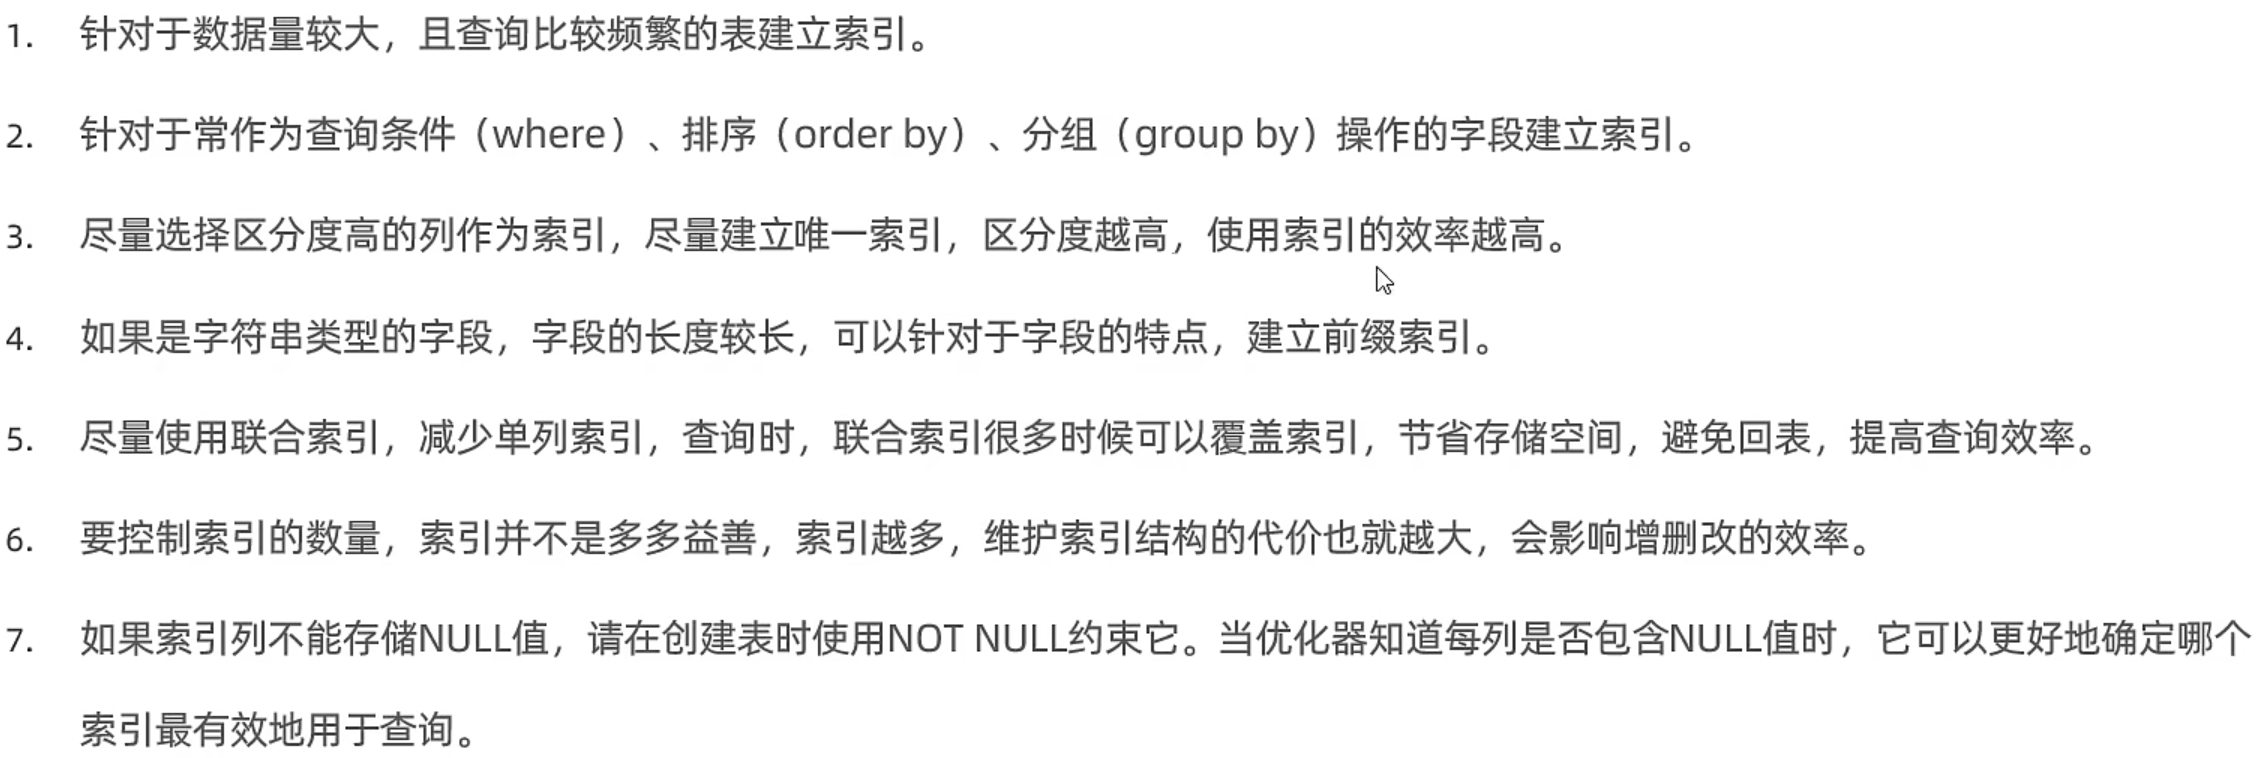 1. 针对于数据量较大，且查询比较频繁的表建立索引。
2. 针对于常作为查询条件（where）、排序（order by）、分组（group by）操作的字段建立索引。
3. 尽量选择区分度高的列作为索引，尽量建立唯一索引，区分度越高，使用索引的效率越高。
4. 如果是字符串类型的字段，字段的长度较长，可以针对于字段的特点，建立前缀索引。
5. 尽量使用联合索引，减少单列索引，查询时，联合索引很多时候可以覆盖索引，节省存储空间，避免回表，提高查询效率。
6. 要控制索引的数量，索引并不是多多益善，索引越多，维护索引结构的代价也就越大，会影响增删改的效率。
7. 如果索引列不能存储NULL值，请在创建表时使用NOT NULL约束它。当优化器知道每列是否包含NULL值时，它可以更好地确定哪个
索引最有效地用于查询。